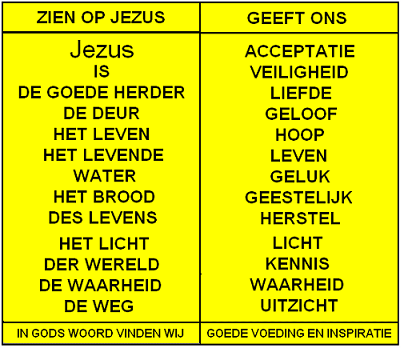 ZIEN OP JEZUS
Jezus
IS
DE GOEDE HERDER
DE DEUR
HET LEVEN
HET LEVENDE
WATER
HET BROOD
DES LEVENS
HET LICHT
DER WERELD
DE WAARHEID
DE WEG
IN GODS WOORD VINDEN WIJ
GEEFT ONS
ACCEPTATIE
VEILIGHEID
LIEFDE
GELOOF
HOOP
LEVEN
GELUK
GEESTELIJK
HERSTEL
LICHT
KENNIS
WAARHEID
UITZICHT
GOEDE VOEDING EN INSPIRATIE